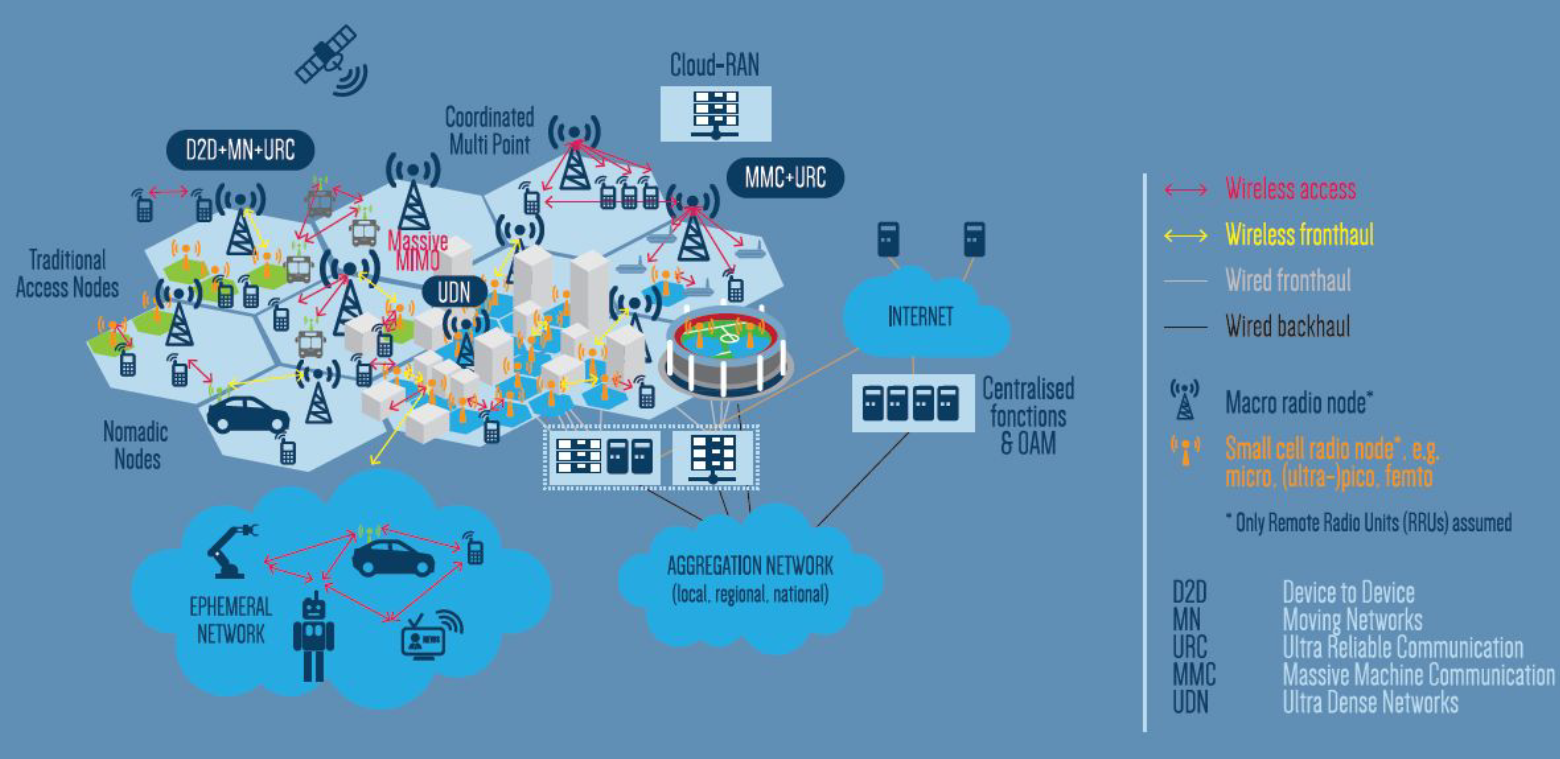 Cloud-RAN
Coordinated
Multi Point
D2D+MN+URC
MMC+URC
Massive
MIMO
Traditional
Access Nodes
UDN
INTERNET
Centralised
fonctions
& OAM
Nomadic
Nodes
EPHEMERAL
NETWORK
NEWS
AGGREGATION NETWORK
(local, regional, national)
Wireless access
Wireless fronthaul
Wired fronthaul
Wired backhaul
Macro radio node*
Small cell radio node*, e.g.
micro, (ultra-)pico, femto
* Only Remote Radio Units (RRUs) assumed
D2D Device to Device
MN Moving Networks
URC Ultra Reliable Communication
MMC Massive Machine Communication
UDN Ultra Dense Networks